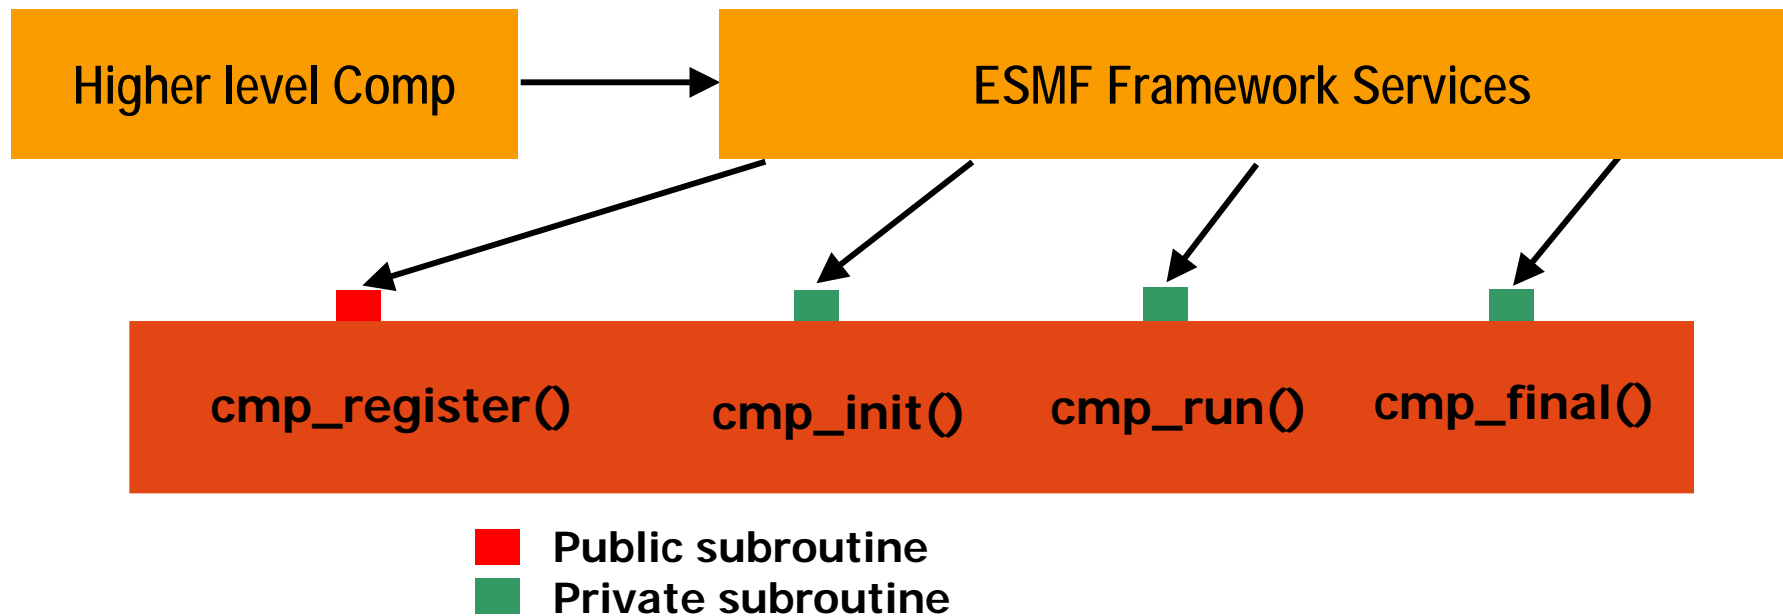 Higher level Comp
ESMF Framework Services
cmp_register()
cmp_init()
cmp_run()
cmp_final()
Public subroutine
Private subroutine